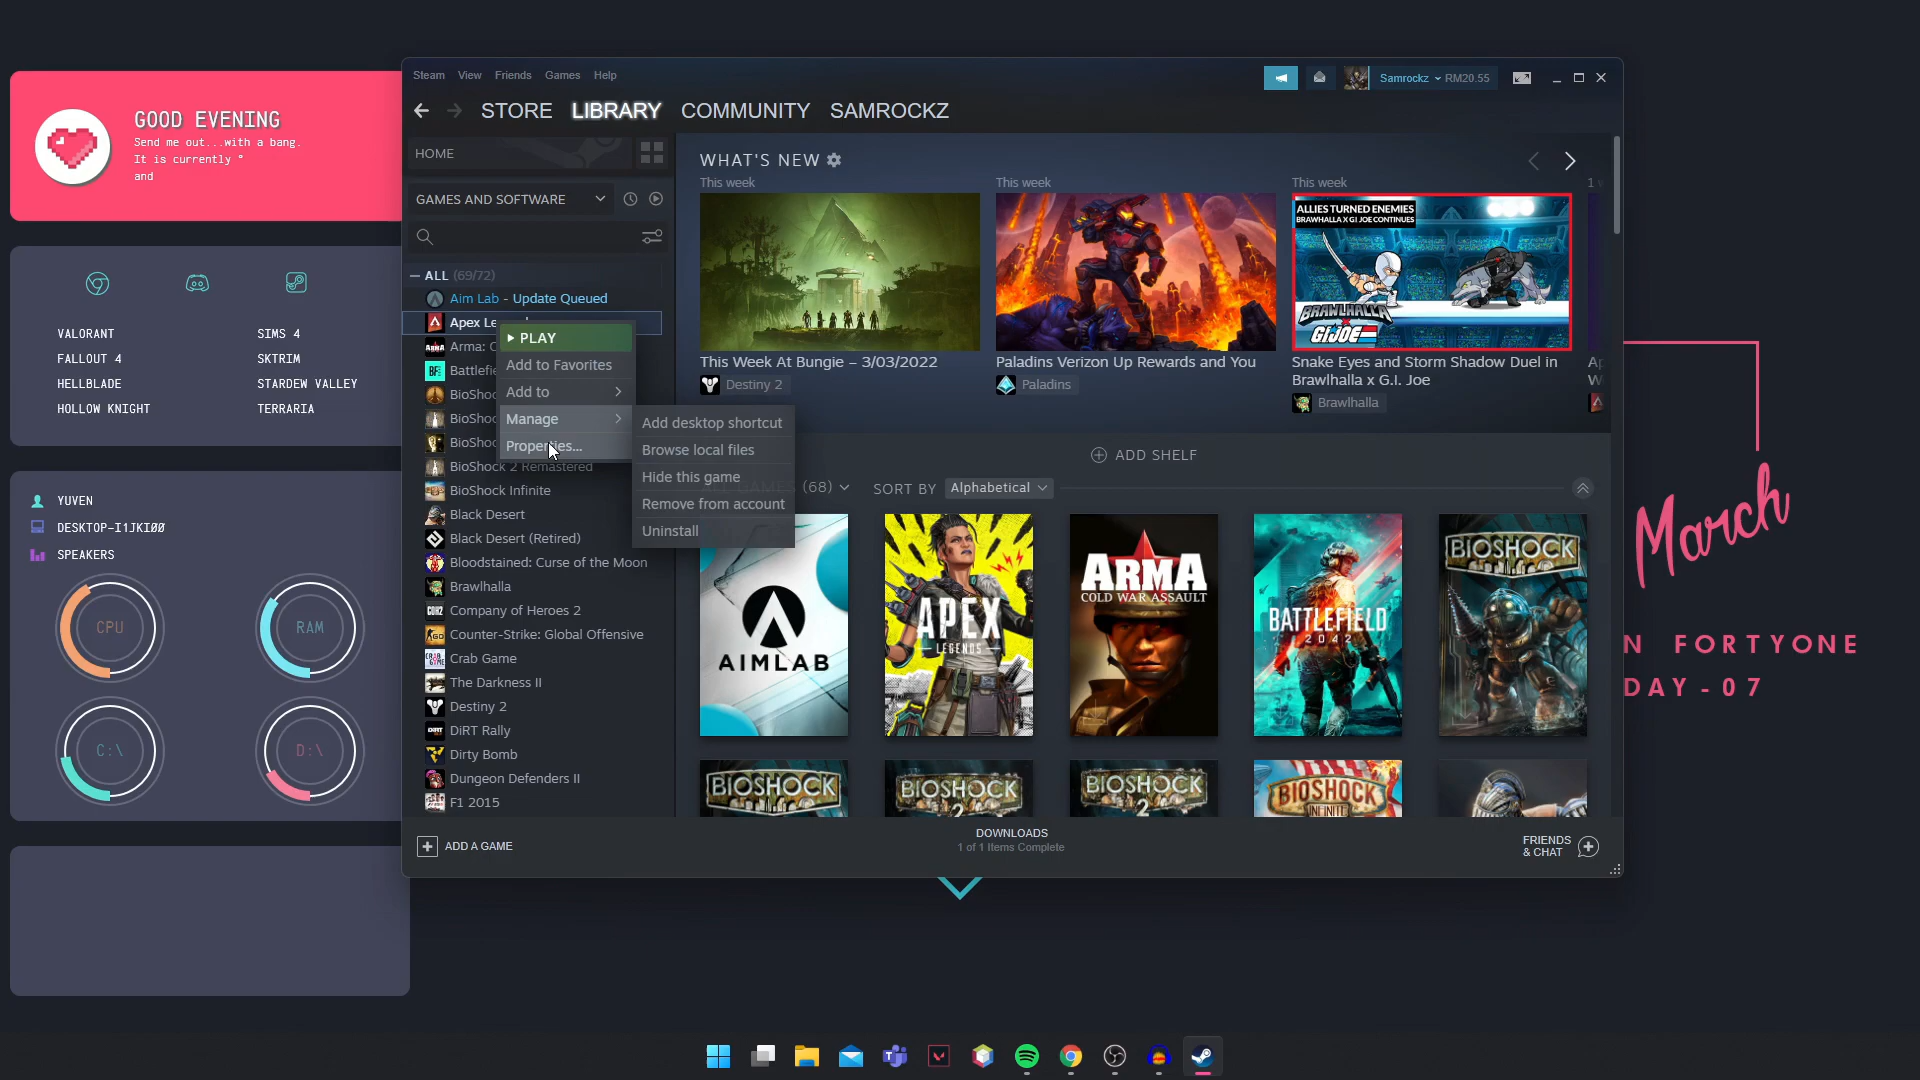 GOOD EVENING
Send me out...with a bang.
It is currently °
and
VALORANT
SIMS 4
FALLOUT 4
SKTRIM
HELLBLADE
STARDEW VALLEY
HOLLOW KNIGHT
TERRARIA
YUVEN
DESKTOP-I1JKI00
SPEAKERS
CPU
RAM
C:\
D:\
Steam View Friends Games Help
Samrockz RM20.55
STORE LIBRARY COMMUNITY SAMROCKZ
HOME
GAMES AND SOFTWARE
ALL (69/72)
Aim Lab - Update Queued
Apex Le
Arma: C
Battlefie
BioSho
BioSho
BioSho
BioShock 2 Remastered
BioShock Infinite
Black Desert
Black Desert (Retired)
Bloodstained: Curse of the Moon
Brawlhalla
Company of Heroes 2
Counter-Strike: Global Offensive
Crab Game
The Darkness II
Destiny 2
DiRT Rally
Dirty Bomb
Dungeon Defenders II
F1 2015
PLAY
Add to Favorites
Add to
Manage
Properties...
Add desktop shortcut
Browse local files
Hide this game
Remove from account
Uninstall
WHAT'S NEW
This week
This week
This week
1 w
ALLIES TURNED ENEMIES
BRAWLHALLA X G.I. JOE CONTINUES
BRAWLHALLA
G.I. JOE
This Week At Bungie – 3/03/2022
Destiny 2
Paladins Verizon Up Rewards and You
Paladins
Snake Eyes and Storm Shadow Duel in
Brawlhalla x G.I. Joe
Brawlhalla
Ap
W
ADD SHELF
(68)
SORT BY Alphabetical
AIMLAB
APEX
LEGENDS
ARMA
COLD WAR ASSAULT
BATTLEFIELD
2042
BIOSHOCK
BIOSHOCK
BIOSHOCK
2
BIOSHOCK
2
BIOSHOCK
INFINITE
ADD A GAME
DOWNLOADS
1 of 1 Items Complete
FRIENDS
& CHAT
March
N FORTYONE
DAY-07